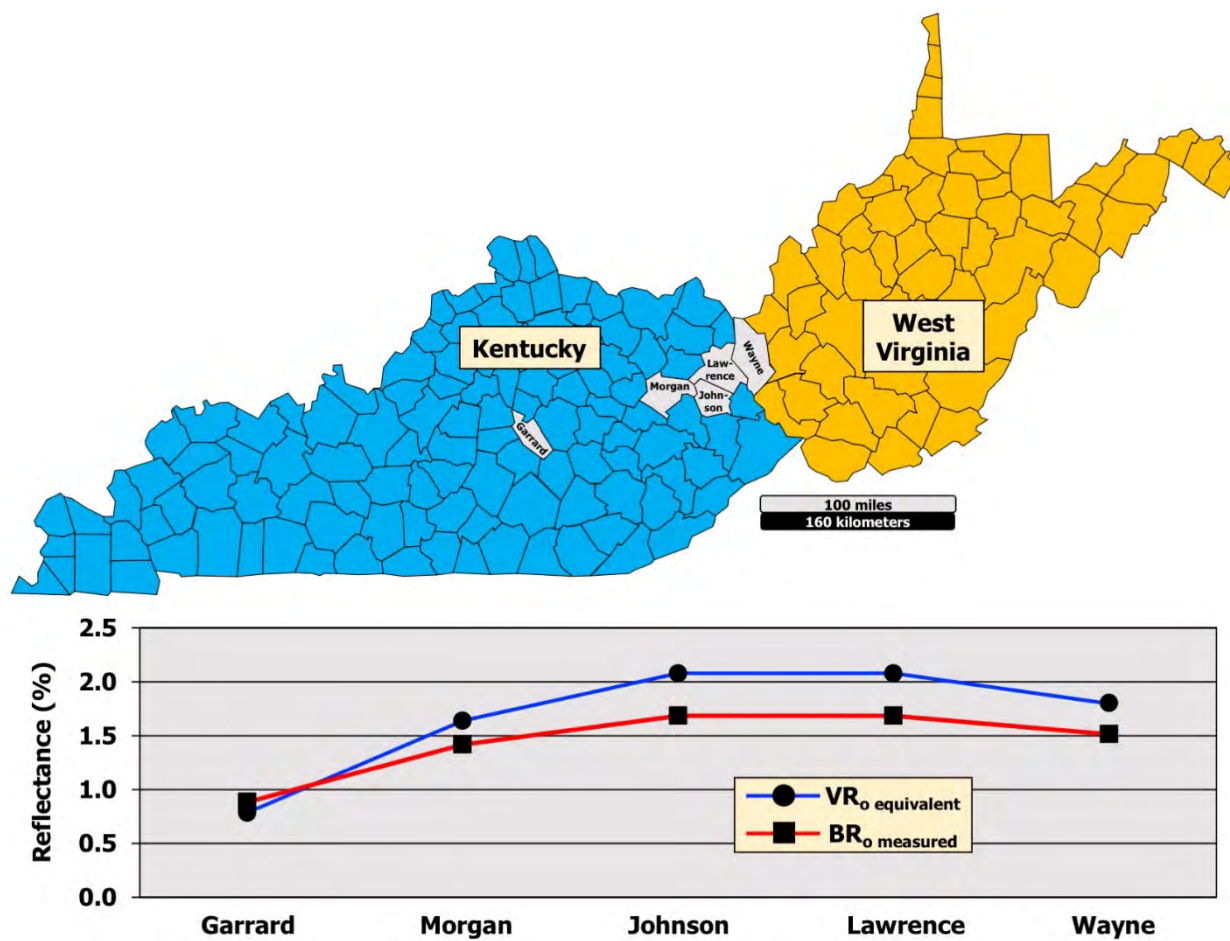 Kentucky
West
Virginia
Wayne
Law-
rence
Morgan
John-
son
Garrard
100 miles
160 kilometers
Reflectance (%)
2.5
2.0
1.5
1.0
0.5
0.0
VRo equivalent
BRo measured
Garrard Morgan Johnson Lawrence Wayne